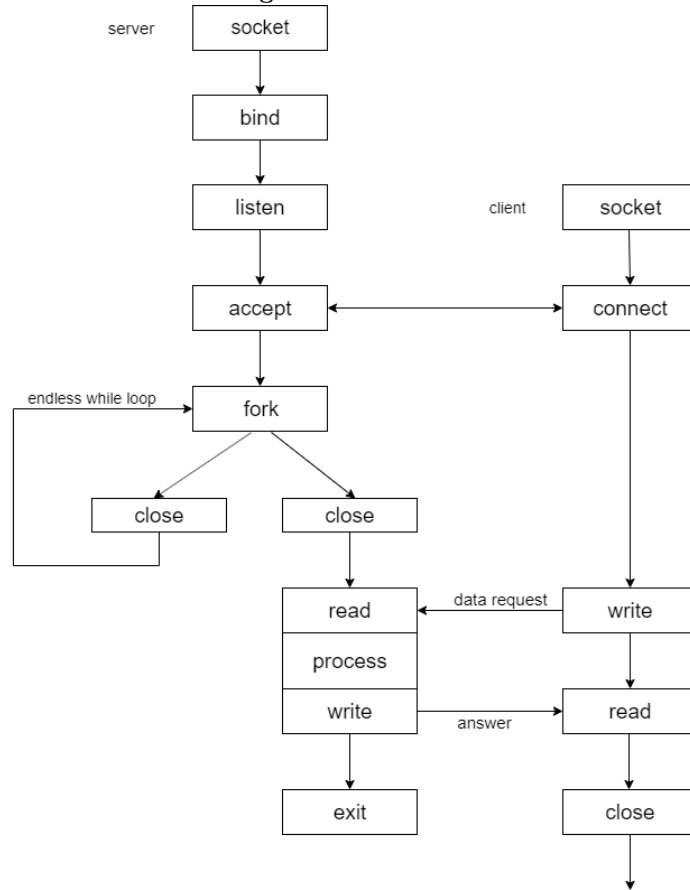 server
socket
bind
listen
client
socket
accept
connect
endless while loop
fork
close
close
read
data request
write
process
write
answer
read
exit
close